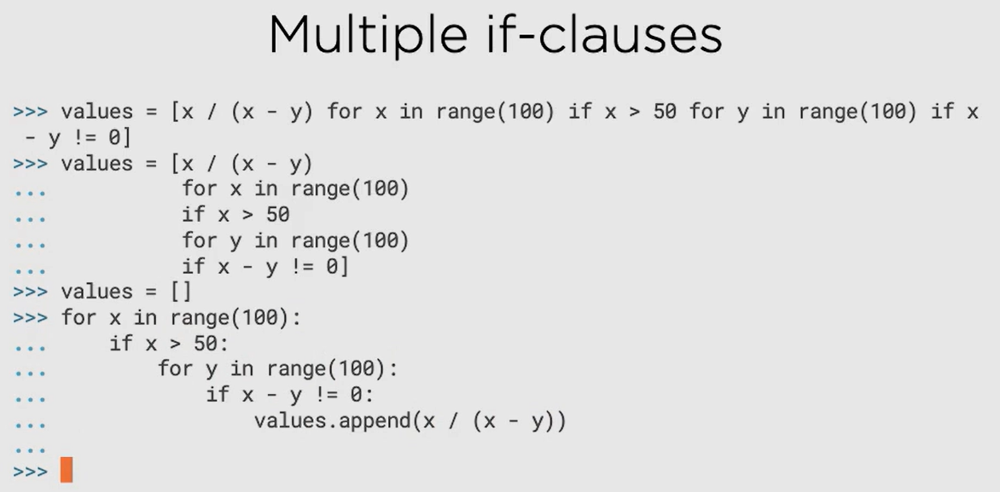 Multiple if-clauses
>>> values = [x / (x - y) for x in range(100) if x > 50 for y in range(100) if x
 - y != 0]
>>> values = [x / (x - y)
...           for x in range(100)
...           if x > 50
...           for y in range(100)
...           if x - y != 0]
>>> values = []
>>> for x in range(100):
...     if x > 50:
...         for y in range(100):
...             if x - y != 0:
...                 values.append(x / (x - y))
...
>>>